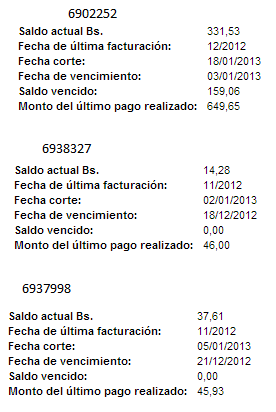 6902252
Saldo actual Bs. 331,53
Fecha de última facturación: 12/2012
Fecha corte: 18/01/2013
Fecha de vencimiento: 03/01/2013
Saldo vencido: 159,06
Monto del último pago realizado: 649,65
6938327
Saldo actual Bs. 14,28
Fecha de última facturación: 11/2012
Fecha corte: 02/01/2013
Fecha de vencimiento: 18/12/2012
Saldo vencido: 0,00
Monto del último pago realizado: 46,00
6937998
Saldo actual Bs. 37,61
Fecha de última facturación: 11/2012
Fecha corte: 05/01/2013
Fecha de vencimiento: 21/12/2012
Saldo vencido: 0,00
Monto del último pago realizado: 45,93